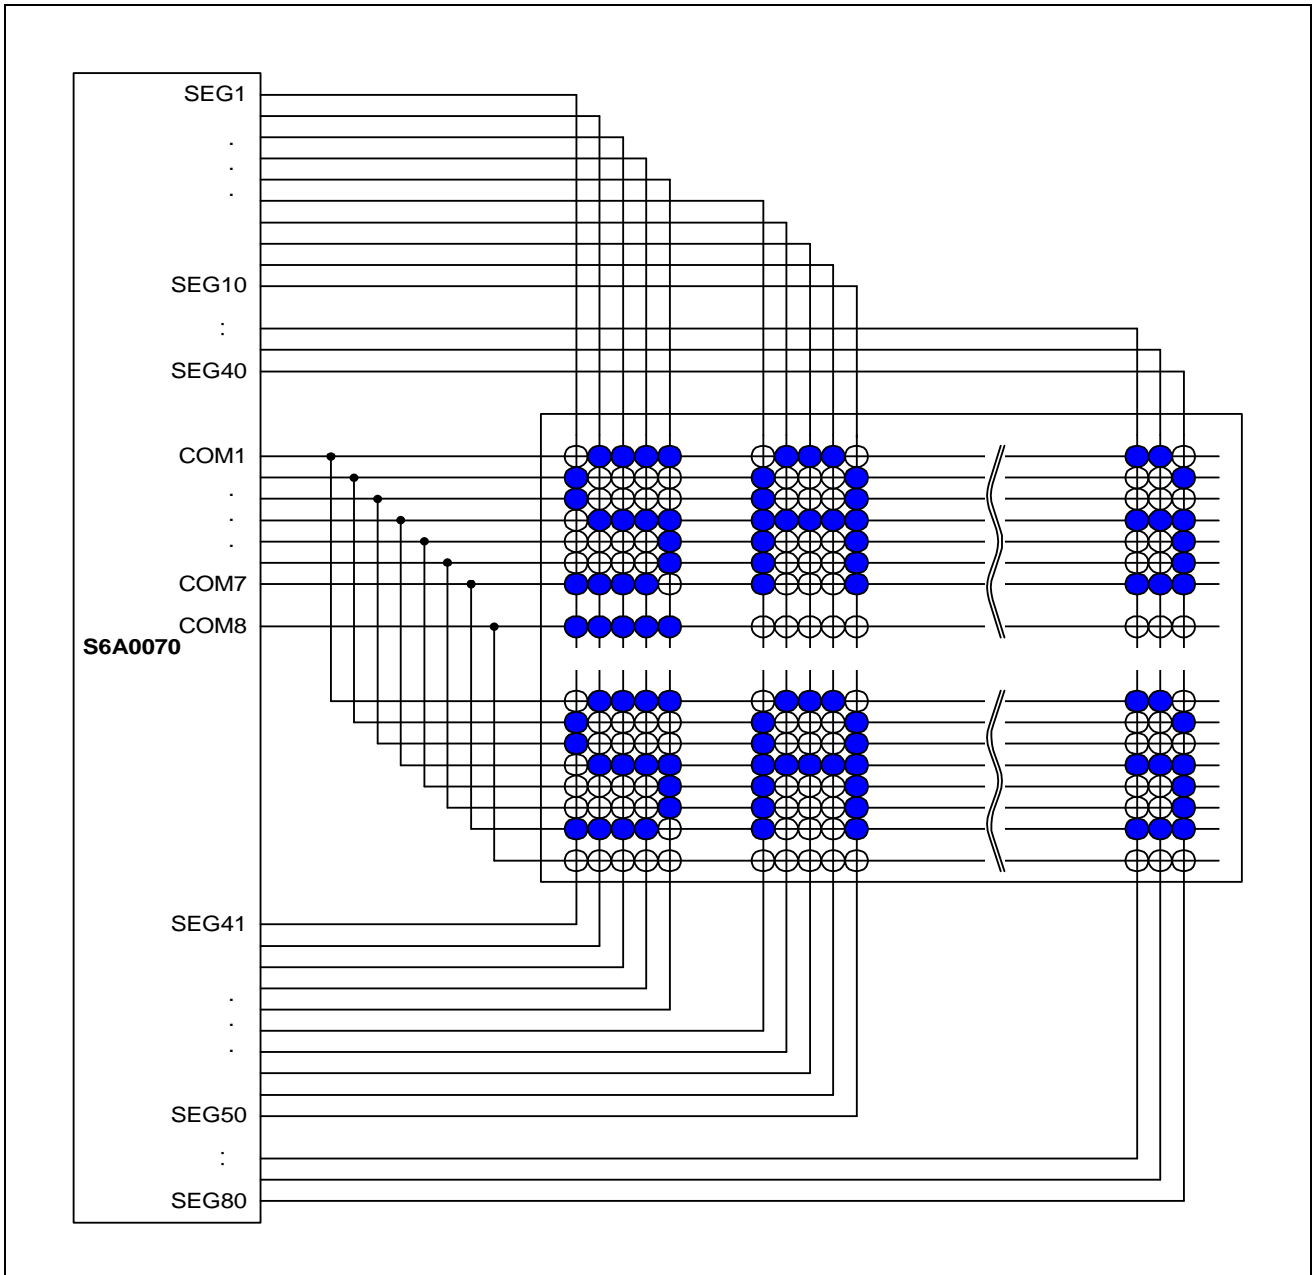 SEG1
.
.
.
SEG10
:
SEG40
COM1
.
.
.
COM7
COM8
S6A0070
SEG41
.
.
.
SEG50
:
SEG80